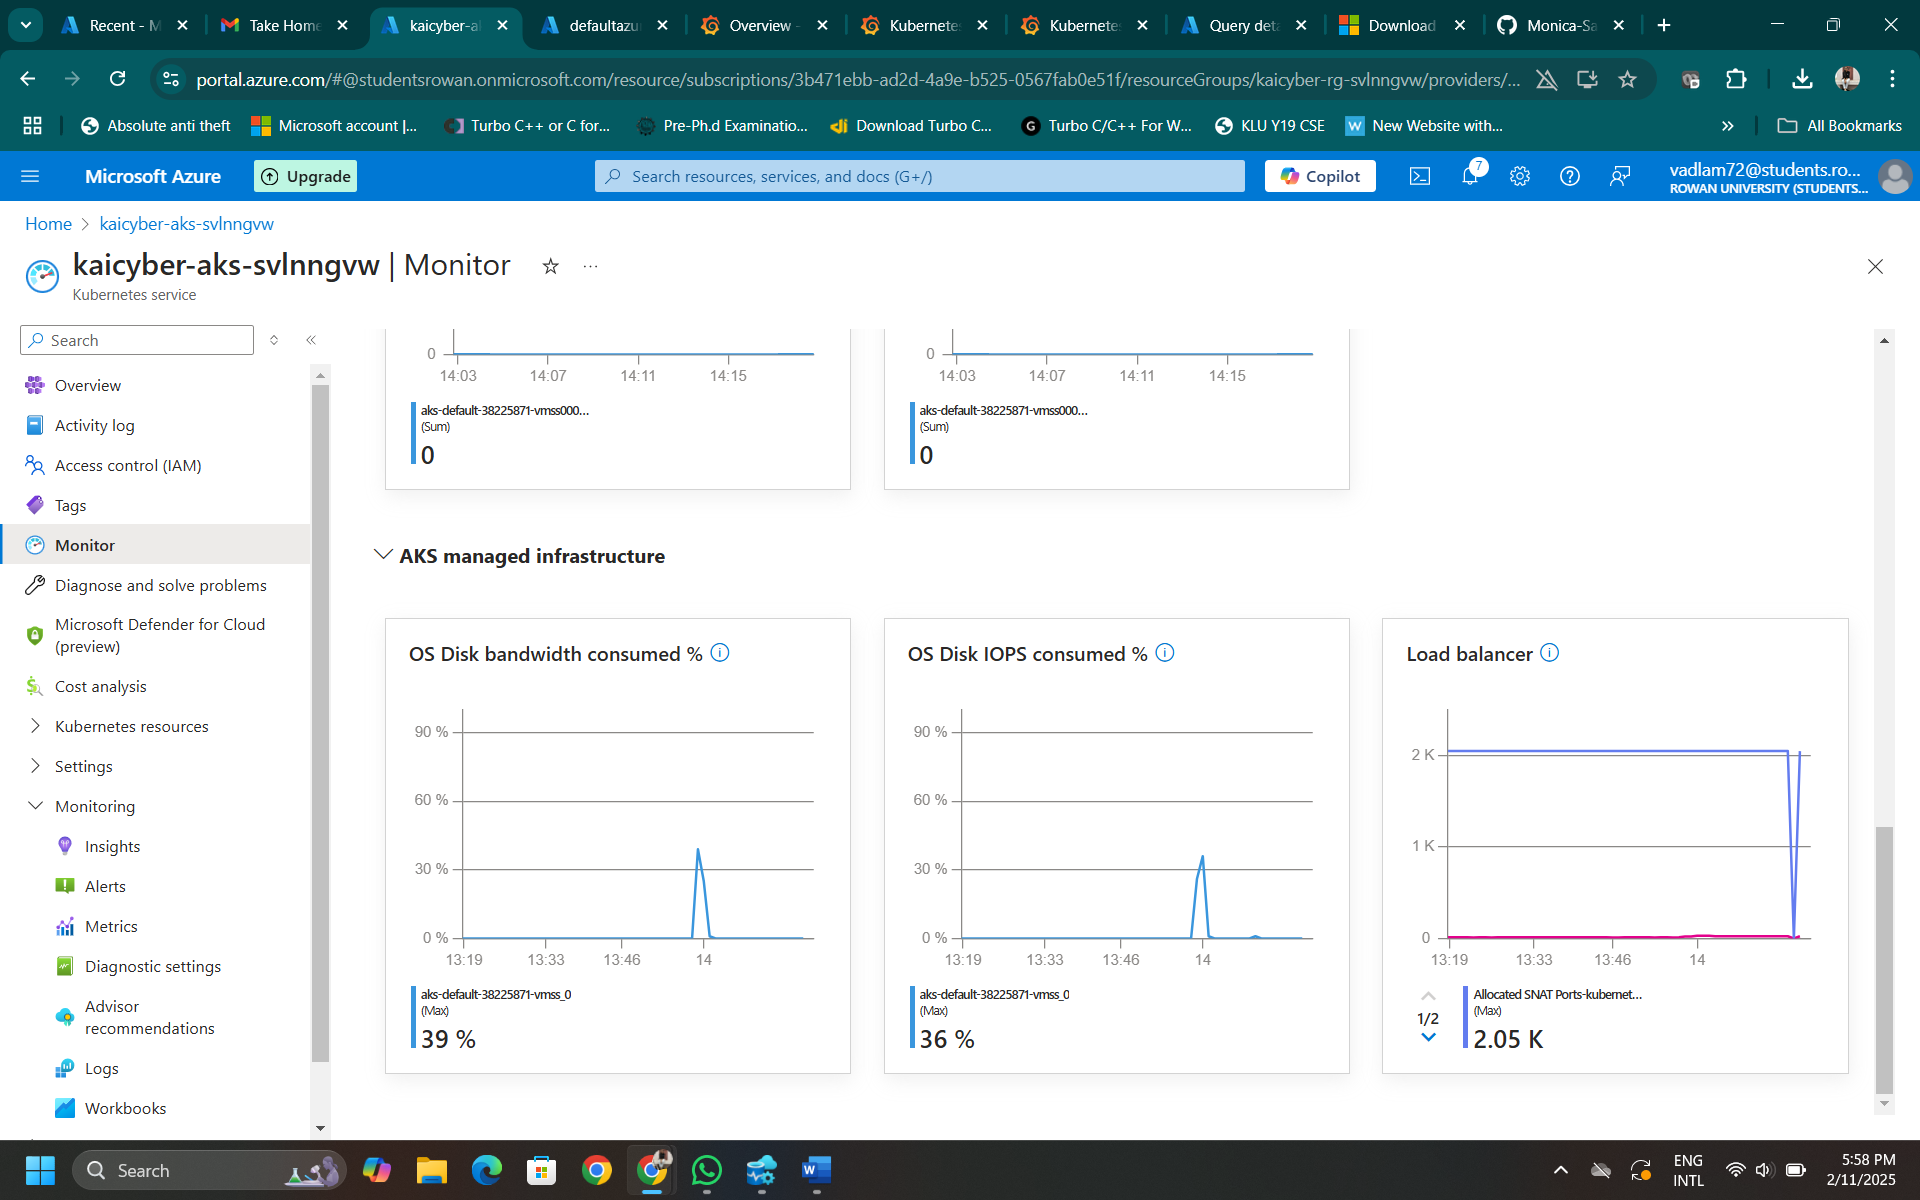 Recent - M
Take Home
kaicyber-ak
defaultazu
Overview -
Kubernete
Kubernete
Query deta
Download
Monica-Sa
portal.azure.com/#@studentsrowan.onmicrosoft.com/resource/subscriptions/3b471ebb-ad2d-4a9e-b525-0567fab0e51f/resourceGroups/kaicyber-rg-svlnngvw/providers/...
Absolute anti theft
Microsoft account |...
Turbo C++ or C for...
Pre-Ph.d Examinatio...
Download Turbo C...
Turbo C/C++ For W...
KLU Y19 CSE
New Website with...
All Bookmarks
Microsoft Azure
Upgrade
Search resources, services, and docs (G+/)
Copilot
7
vadlam72@students.ro...
ROWAN UNIVERSITY (STUDENTS...
Home > kaicyber-aks-svlnngvw
kaicyber-aks-svlnngvw | Monitor
Kubernetes service
Search
Overview
Activity log
Access control (IAM)
Tags
Monitor
Diagnose and solve problems
Microsoft Defender for Cloud
(preview)
Cost analysis
Kubernetes resources
Settings
Monitoring
Insights
Alerts
Metrics
Diagnostic settings
Advisor
recommendations
Logs
Workbooks
0
14:03 14:07 14:11 14:15
aks-default-38225871-vmss000...
(Sum)
0
0
14:03 14:07 14:11 14:15
aks-default-38225871-vmss000...
(Sum)
0
AKS managed infrastructure
OS Disk bandwidth consumed %
90 %
60 %
30 %
0 %
13:19 13:33 13:46 14
aks-default-38225871-vmss_0
(Max)
39 %
OS Disk IOPS consumed %
90 %
60 %
30 %
0 %
13:19 13:33 13:46 14
aks-default-38225871-vmss_0
(Max)
36 %
Load balancer
2 K
1 K
0
13:19 13:33 13:46 14
1/2
Allocated SNAT Ports-kubernet...
(Max)
2.05 K
Search
ENG
INTL
5:58 PM
2/11/2025